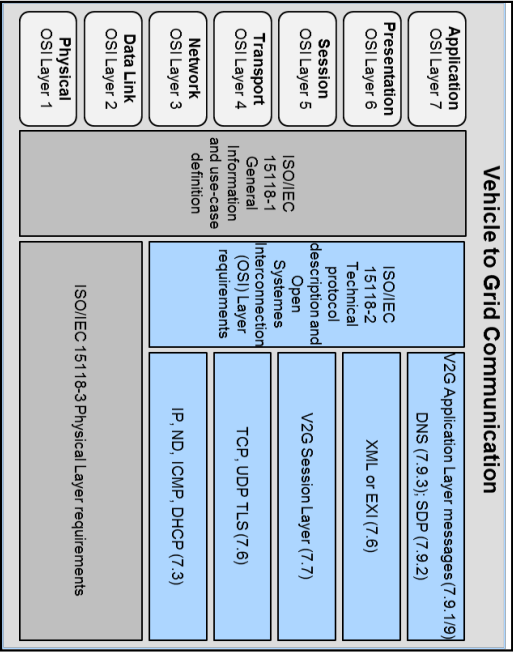 Vehicle to Grid Communication
Application
OSI Layer 7
Presentation
OSI Layer 6
Session
OSI Layer 5
Transport
OSI Layer 4
Network
OSI Layer 3
Data Link
OSI Layer 2
Physical
OSI Layer 1
ISO/IEC
15118-1
General
Information
and use-case
definition
ISO/IEC
15118-2
Technical
protocol
description and
Open
Systemes
Interconnection
(OSI) Layer
requirements
V2G Application Layer messages (7.9.1/9)
DNS (7.9.3); SDP (7.9.2)
XML or EXI (7.6)
V2G Session Layer (7.7)
TCP, UDP TLS (7.6)
IP, ND, ICMP, DHCP (7.3)
ISO/IEC 15118-3 Physical Layer requirements